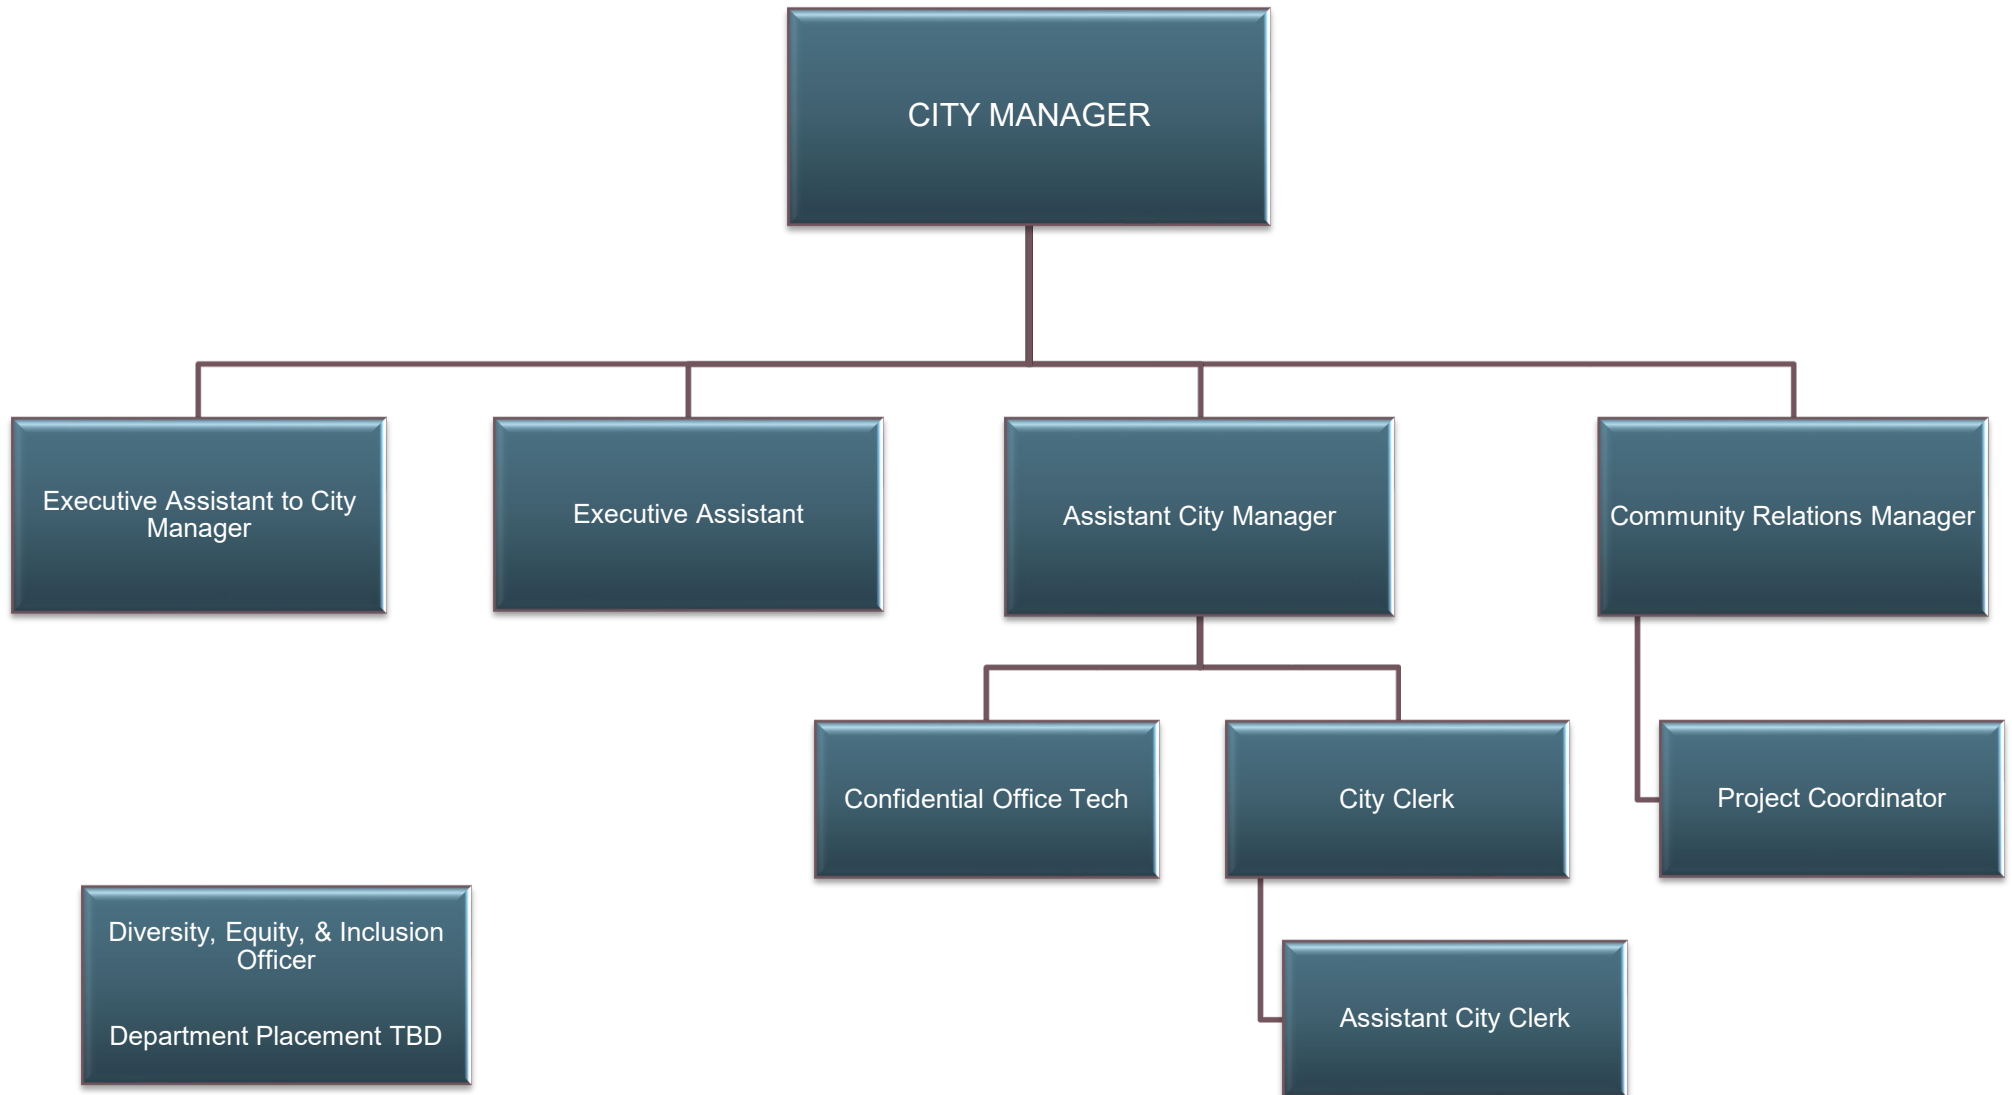 CITY MANAGER
Executive Assistant to City
Manager
Executive Assistant
Assistant City Manager
Community Relations Manager
Confidential Office Tech
City Clerk
Project Coordinator
Diversity, Equity, & Inclusion
Officer
Department Placement TBD
Assistant City Clerk